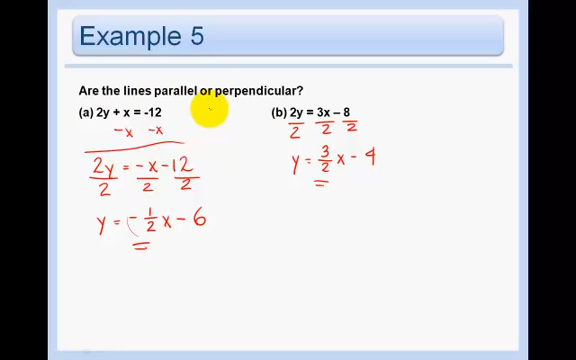 Example 5
Are the lines parallel or perpendicular?
(a) 2y + x = -12
-x -x
2y = -x - 12
2 2 2
y = - 1/2 x - 6
(b) 2y = 3x – 8
2 2 2
y = 3/2 x - 4